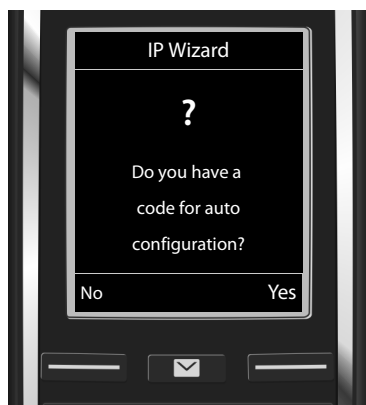 IP Wizard
?
Do you have a
code for auto
configuration?
No Yes